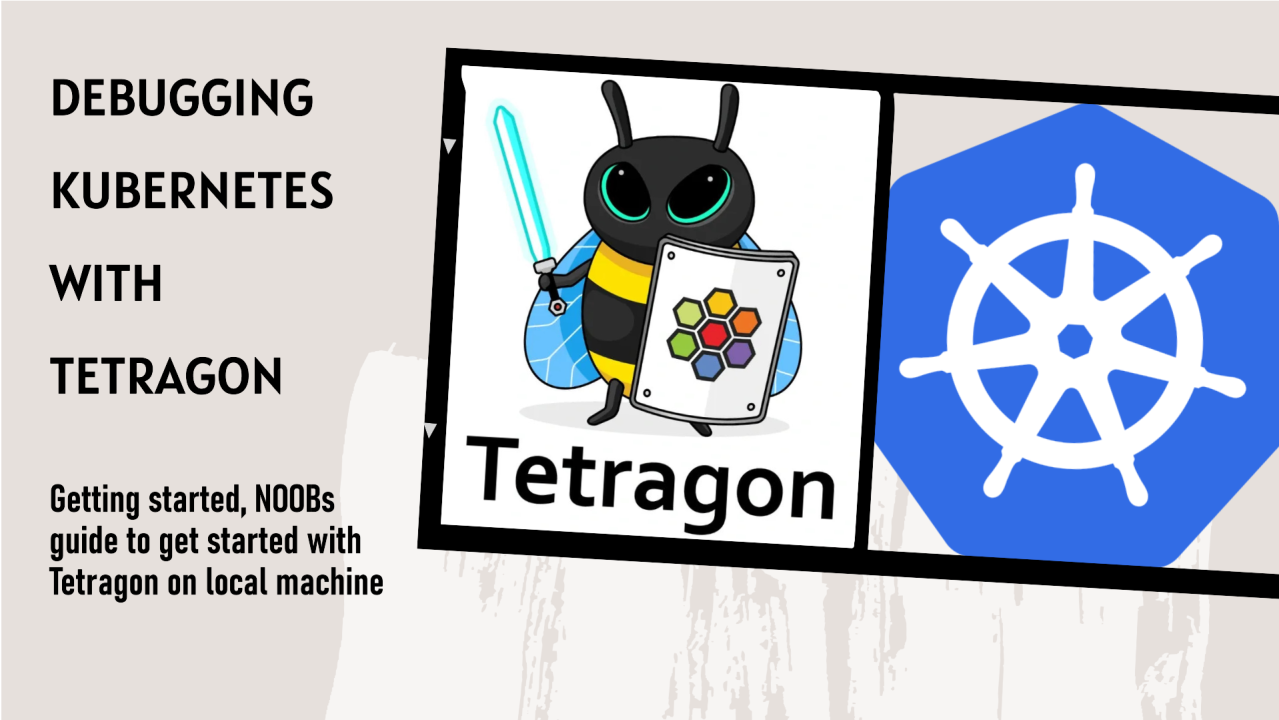 DEBUGGING
KUBERNETES
WITH
TETRAGON
Getting started, NOOBs
guide to get started with
Tetragon on local machine
Tetragon